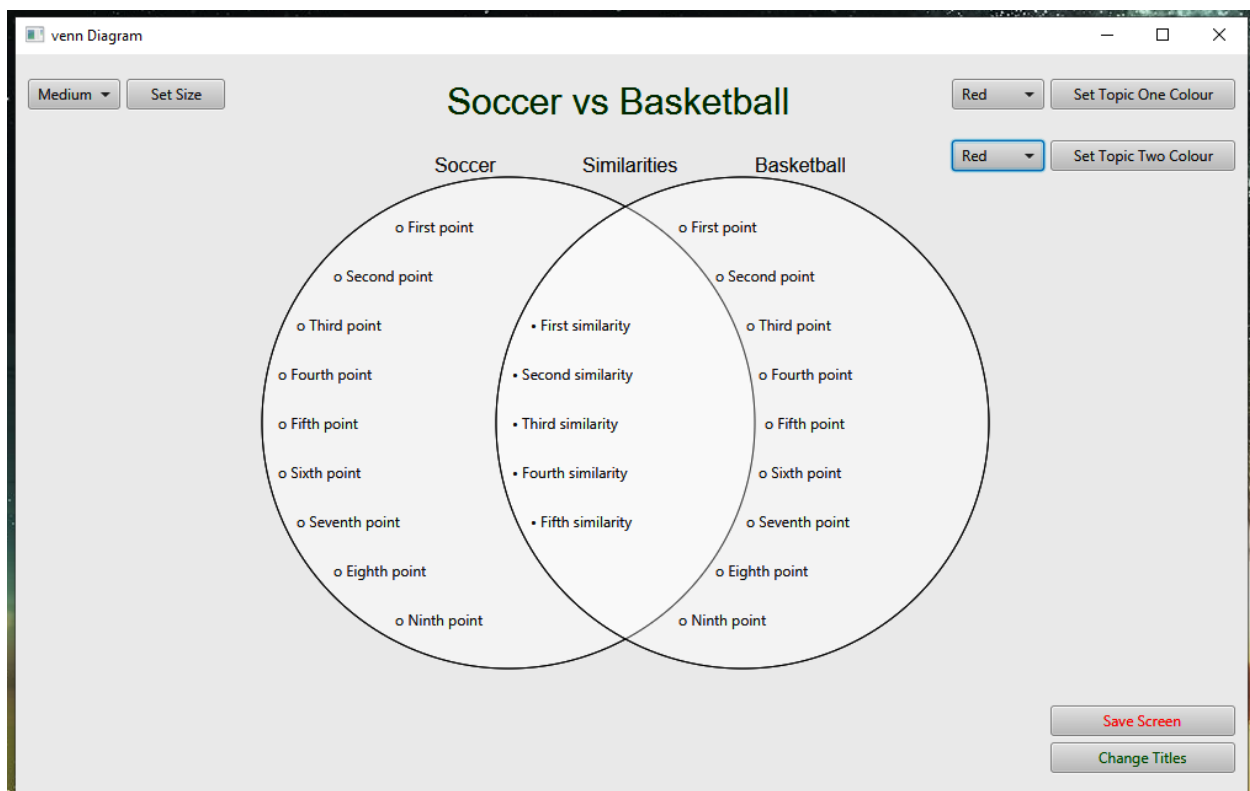 venn Diagram
Medium Set Size
Soccer vs Basketball
Red Set Topic One Colour
Red Set Topic Two Colour
Soccer Similarities Basketball
o First point o First point
o Second point o Second point
o Third point • First similarity o Third point
o Fourth point • Second similarity o Fourth point
o Fifth point • Third similarity o Fifth point
o Sixth point • Fourth similarity o Sixth point
o Seventh point • Fifth similarity o Seventh point
o Eighth point o Eighth point
o Ninth point o Ninth point
Save Screen
Change Titles